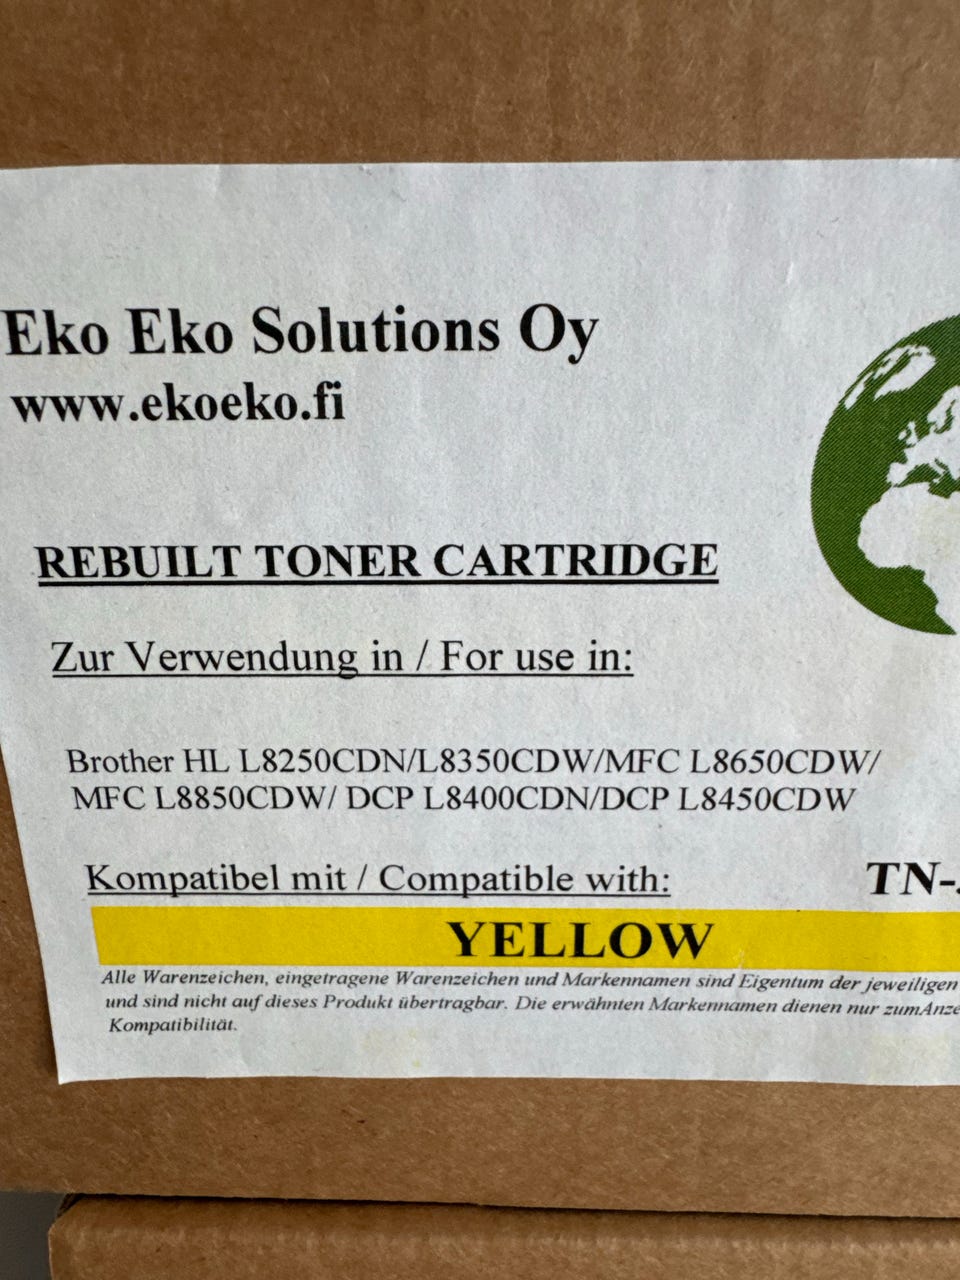 Eko Eko Solutions Oy
www.ekoeko.fi
REBUILT TONER CARTRIDGE
Zur Verwendung in / For use in:
Brother HL L8250CDN/L8350CDW/MFC L8650CDW/
MFC L8850CDW/ DCP L8400CDN/DCP L8450CDW
Kompatibel mit / Compatible with: TN-
YELLOW
Alle Warenzeichen, eingetragene Warenzeichen und Markennamen sind Eigentum der jeweiligen
und sind nicht auf dieses Produkt übertragbar. Die erwähnten Markennamen dienen nur zumAnze
Kompatibilität.